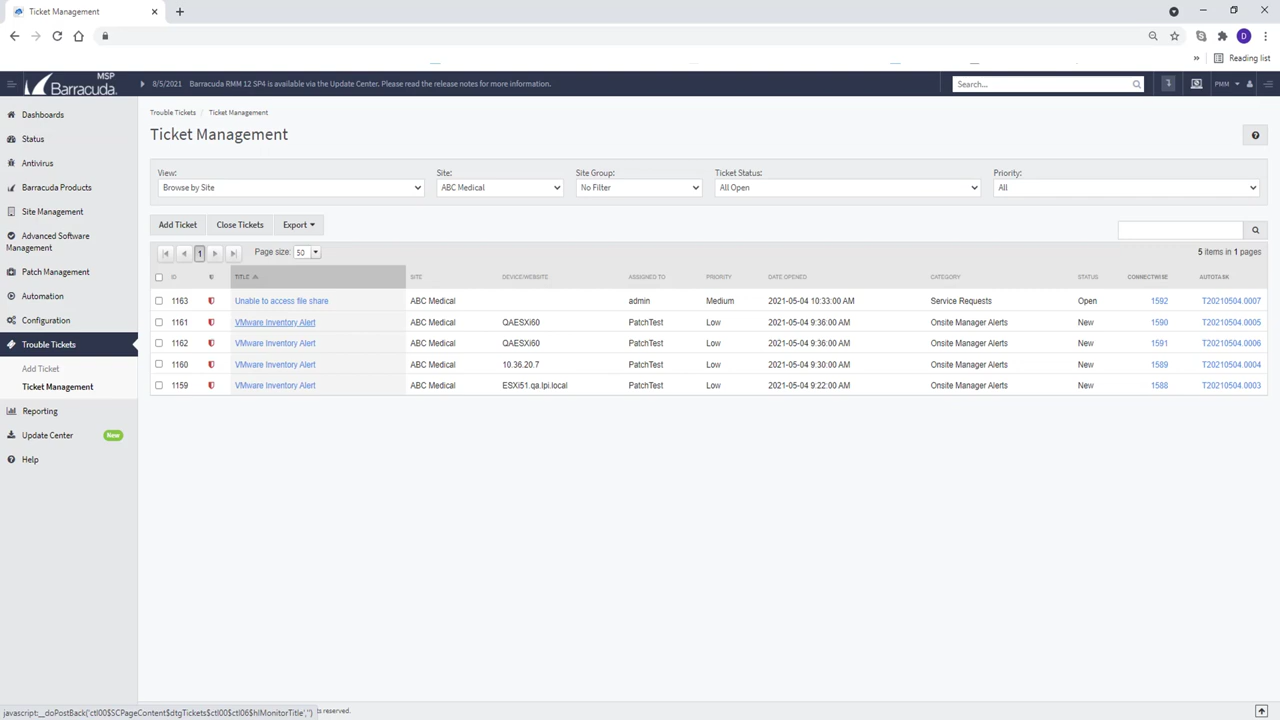 Ticket Management
D
Reading list
Barracuda MSP
8/5/2021 Barracuda RMM 12 SP4 is available via the Update Center. Please read the release notes for more information.
Search...
PMM
Dashboards
Status
Antivirus
Barracuda Products
Site Management
Advanced Software
Management
Patch Management
Automation
Configuration
Trouble Tickets
Add Ticket
Ticket Management
Reporting
Update Center New
Help
Trouble Tickets / Ticket Management
Ticket Management
View: Site: Site Group: Ticket Status: Priority:
Browse by Site ABC Medical No Filter All Open All
Add Ticket Close Tickets Export
1 Page size: 50 5 items in 1 pages
ID TITLE SITE DEVICE/WEBSITE ASSIGNED TO PRIORITY DATE OPENED CATEGORY STATUS CONNECTWISE AUTOTASK
1163 Unable to access file share ABC Medical admin Medium 2021-05-04 10:33:00 AM Service Requests Open 1592 T20210504.0007
1161 VMware Inventory Alert ABC Medical QAESXi60 PatchTest Low 2021-05-04 9:36:00 AM Onsite Manager Alerts New 1590 T20210504.0005
1162 VMware Inventory Alert ABC Medical QAESXi60 PatchTest Low 2021-05-04 9:36:00 AM Onsite Manager Alerts New 1591 T20210504.0006
1160 VMware Inventory Alert ABC Medical 10.36.20.7 PatchTest Low 2021-05-04 9:30:00 AM Onsite Manager Alerts New 1589 T20210504.0004
1159 VMware Inventory Alert ABC Medical ESXi51.qa.lpi.local PatchTest Low 2021-05-04 9:22:00 AM Onsite Manager Alerts New 1588 T20210504.0003
javascript:__doPostBack('ctl00$SCPageContent$dtgTickets$ctl00$ctl06$hlMonitorTitle','') ts reserved.